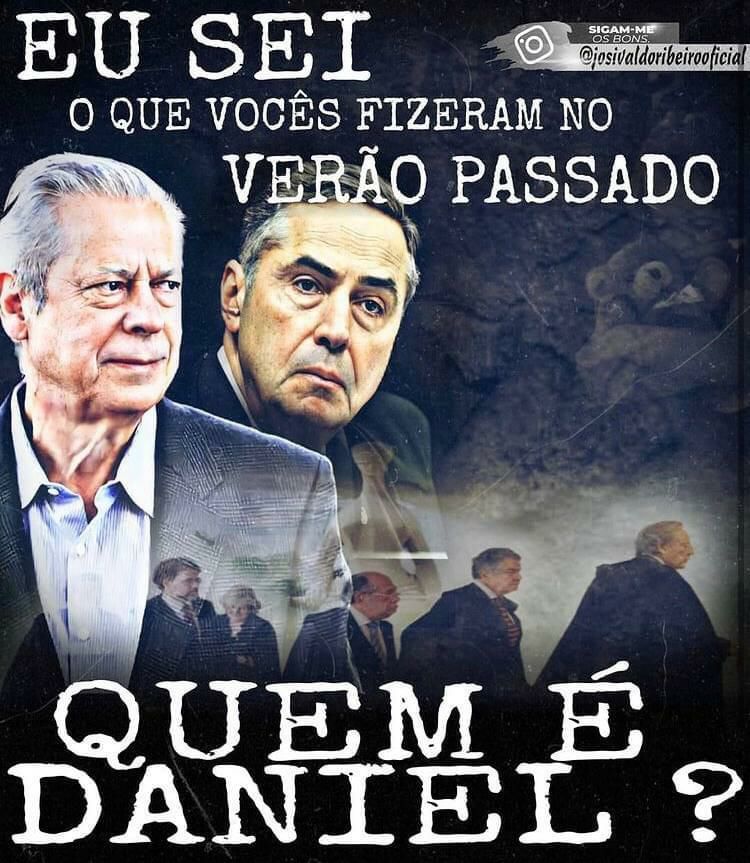 EU SEI
SIGAM-ME
OS BONS.
@josivaldoribeirooficial
O QUE VOCÊS FIZERAM NO
VERÃO PASSADO
QUEM É
DANIEL ?